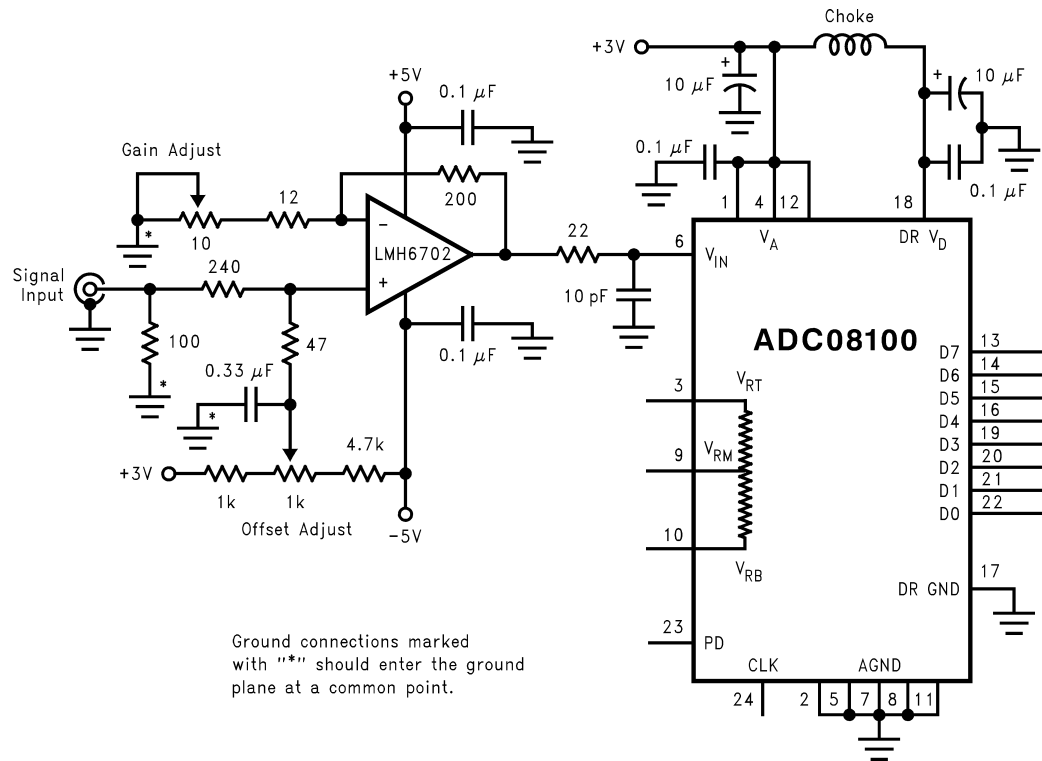 Choke
+3V
+
10 µF
+
10 µF
+5V
0.1 µF
0.1 µF
0.1 µF
Gain Adjust
12
200
1
4
12
18
*
10
−
LMH6702
22
6
V_IN
V_A
DR V_D
Signal
Input
240
+
10 pF
100
47
0.1 µF
ADC08100
*
0.33 µF
*
3
V_RT
D7
13
D6
14
D5
15
D4
16
D3
19
D2
20
D1
21
D0
22
4.7k
9
V_RM
+3V
1k
1k
Offset Adjust
−5V
10
V_RB
DR GND
17
23
PD
Ground connections marked
with "*" should enter the ground
plane at a common point.
CLK
AGND
24
2
5
7
8
11